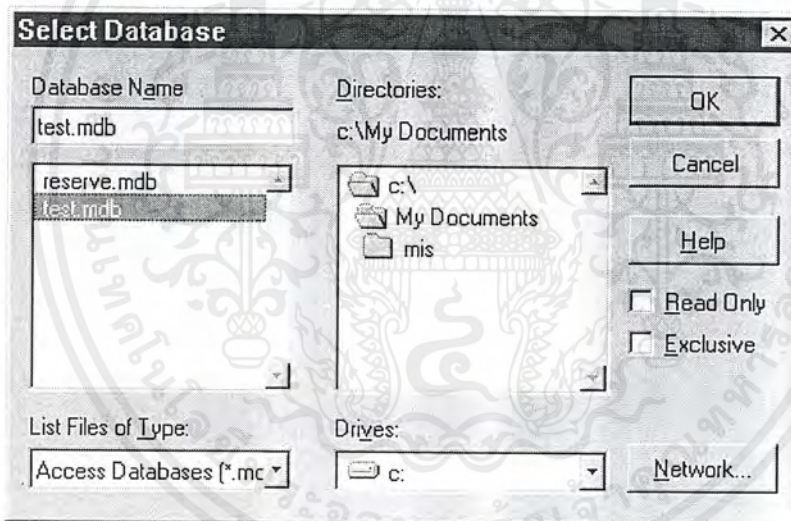 Select Database
Database Name
test.mdb
reserve.mdb
test.mdb
Directories:
c:\My Documents
c:\
My Documents
mis
OK
Cancel
Help
Read Only
Exclusive
List Files of Type:
Access Databases (*.mc
Drives:
c:
Network...